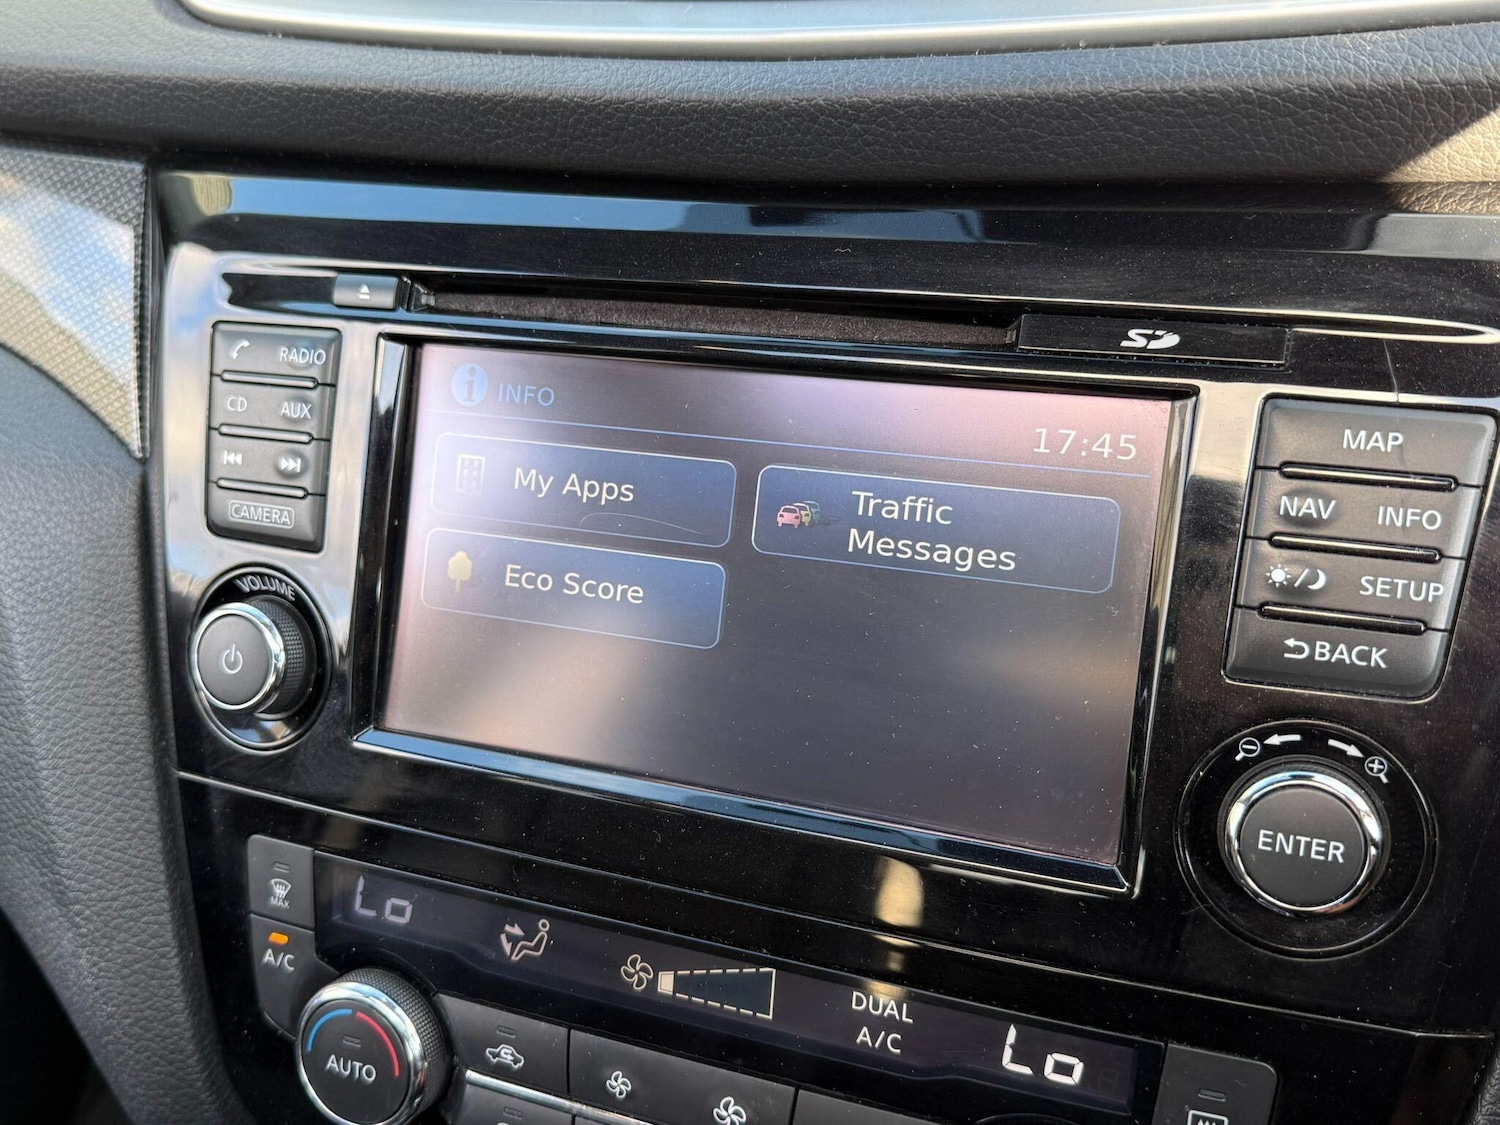 SD
RADIO
CD AUX
CAMERA
VOLUME
INFO
17:45
My Apps
Traffic
Messages
Eco Score
MAP
NAV INFO
SETUP
BACK
ENTER
MAX
A/C
Lo
DUAL
A/C
Lo
AUTO